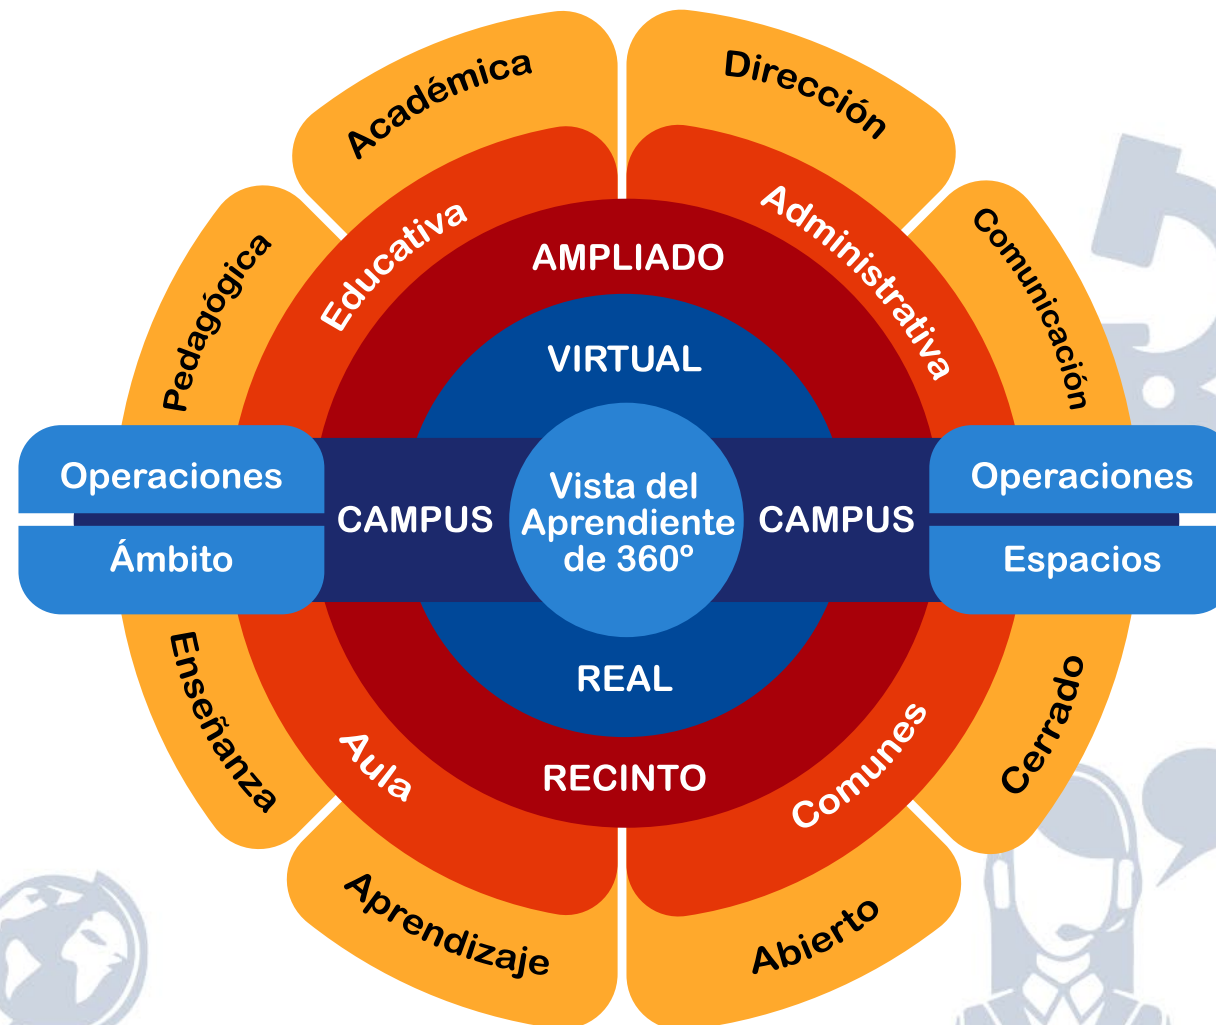 Académica
Dirección
Pedagógica
Educativa
Administrativa
Comunicación
AMPLIADO
VIRTUAL
Operaciones
Ámbito
CAMPUS
Vista del
Aprendiente
de 360º
CAMPUS
Operaciones
Espacios
REAL
RECINTO
Enseñanza
Aula
Comunes
Cerrado
Aprendizaje
Abierto